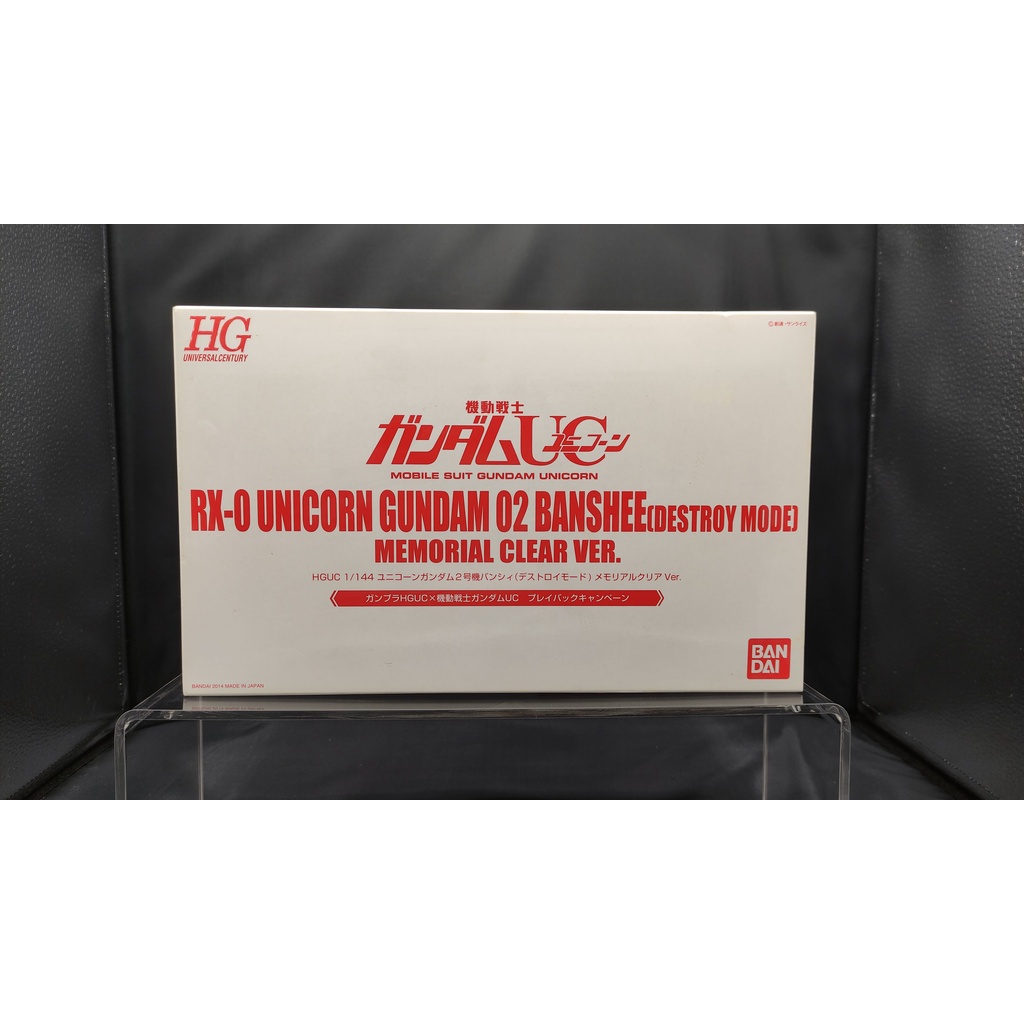 HG
UNIVERSAL CENTURY
©創通・サンライズ
機動戦士
ガンダムUC
ユニコーン
MOBILE SUIT GUNDAM UNICORN
RX-0 UNICORN GUNDAM 02 BANSHEE(DESTROY MODE)
MEMORIAL CLEAR VER.
HGUC 1/144 ユニコーンガンダム2号機バンシィ(デストロイモード) メモリアルクリア Ver.
ガンプラHGUC×機動戦士ガンダムUC プレイバックキャンペーン
BANDAI 2014 MADE IN JAPAN
BAN
DAI